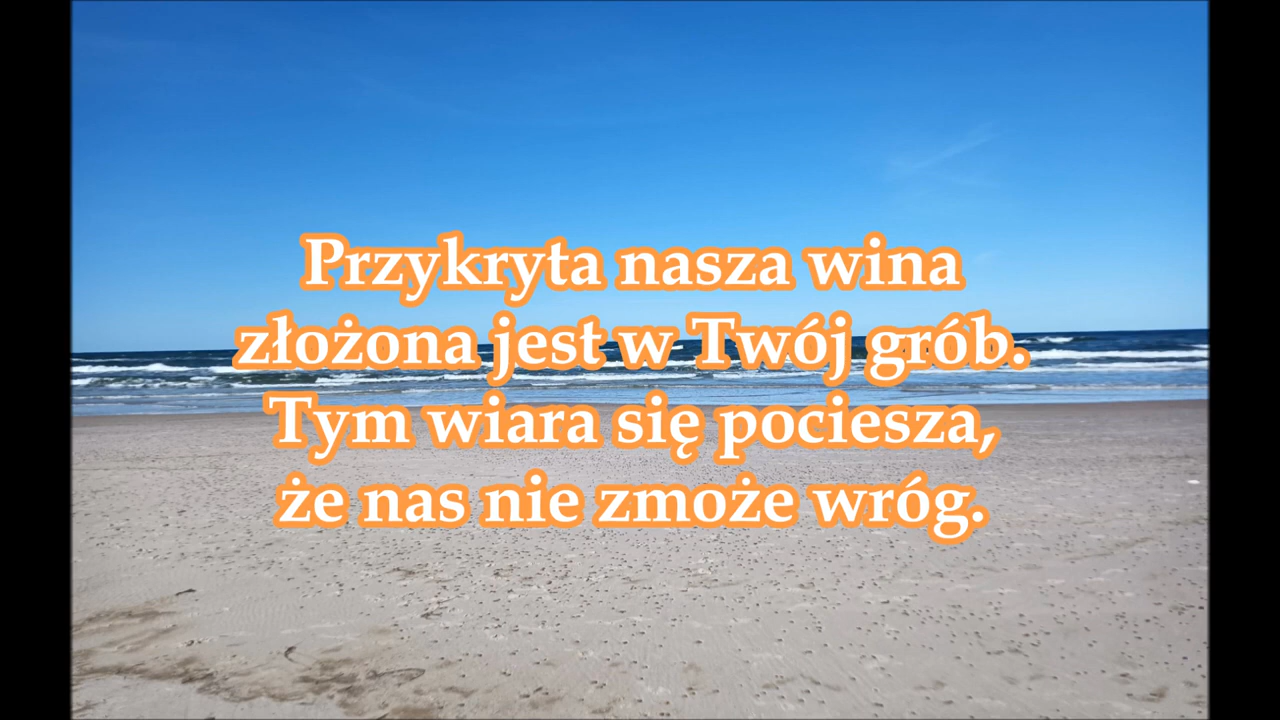 Przykryta nasza wina
złożona jest w Twój grób.
Tym wiara się pociesza,
że nas nie zmoże wróg.